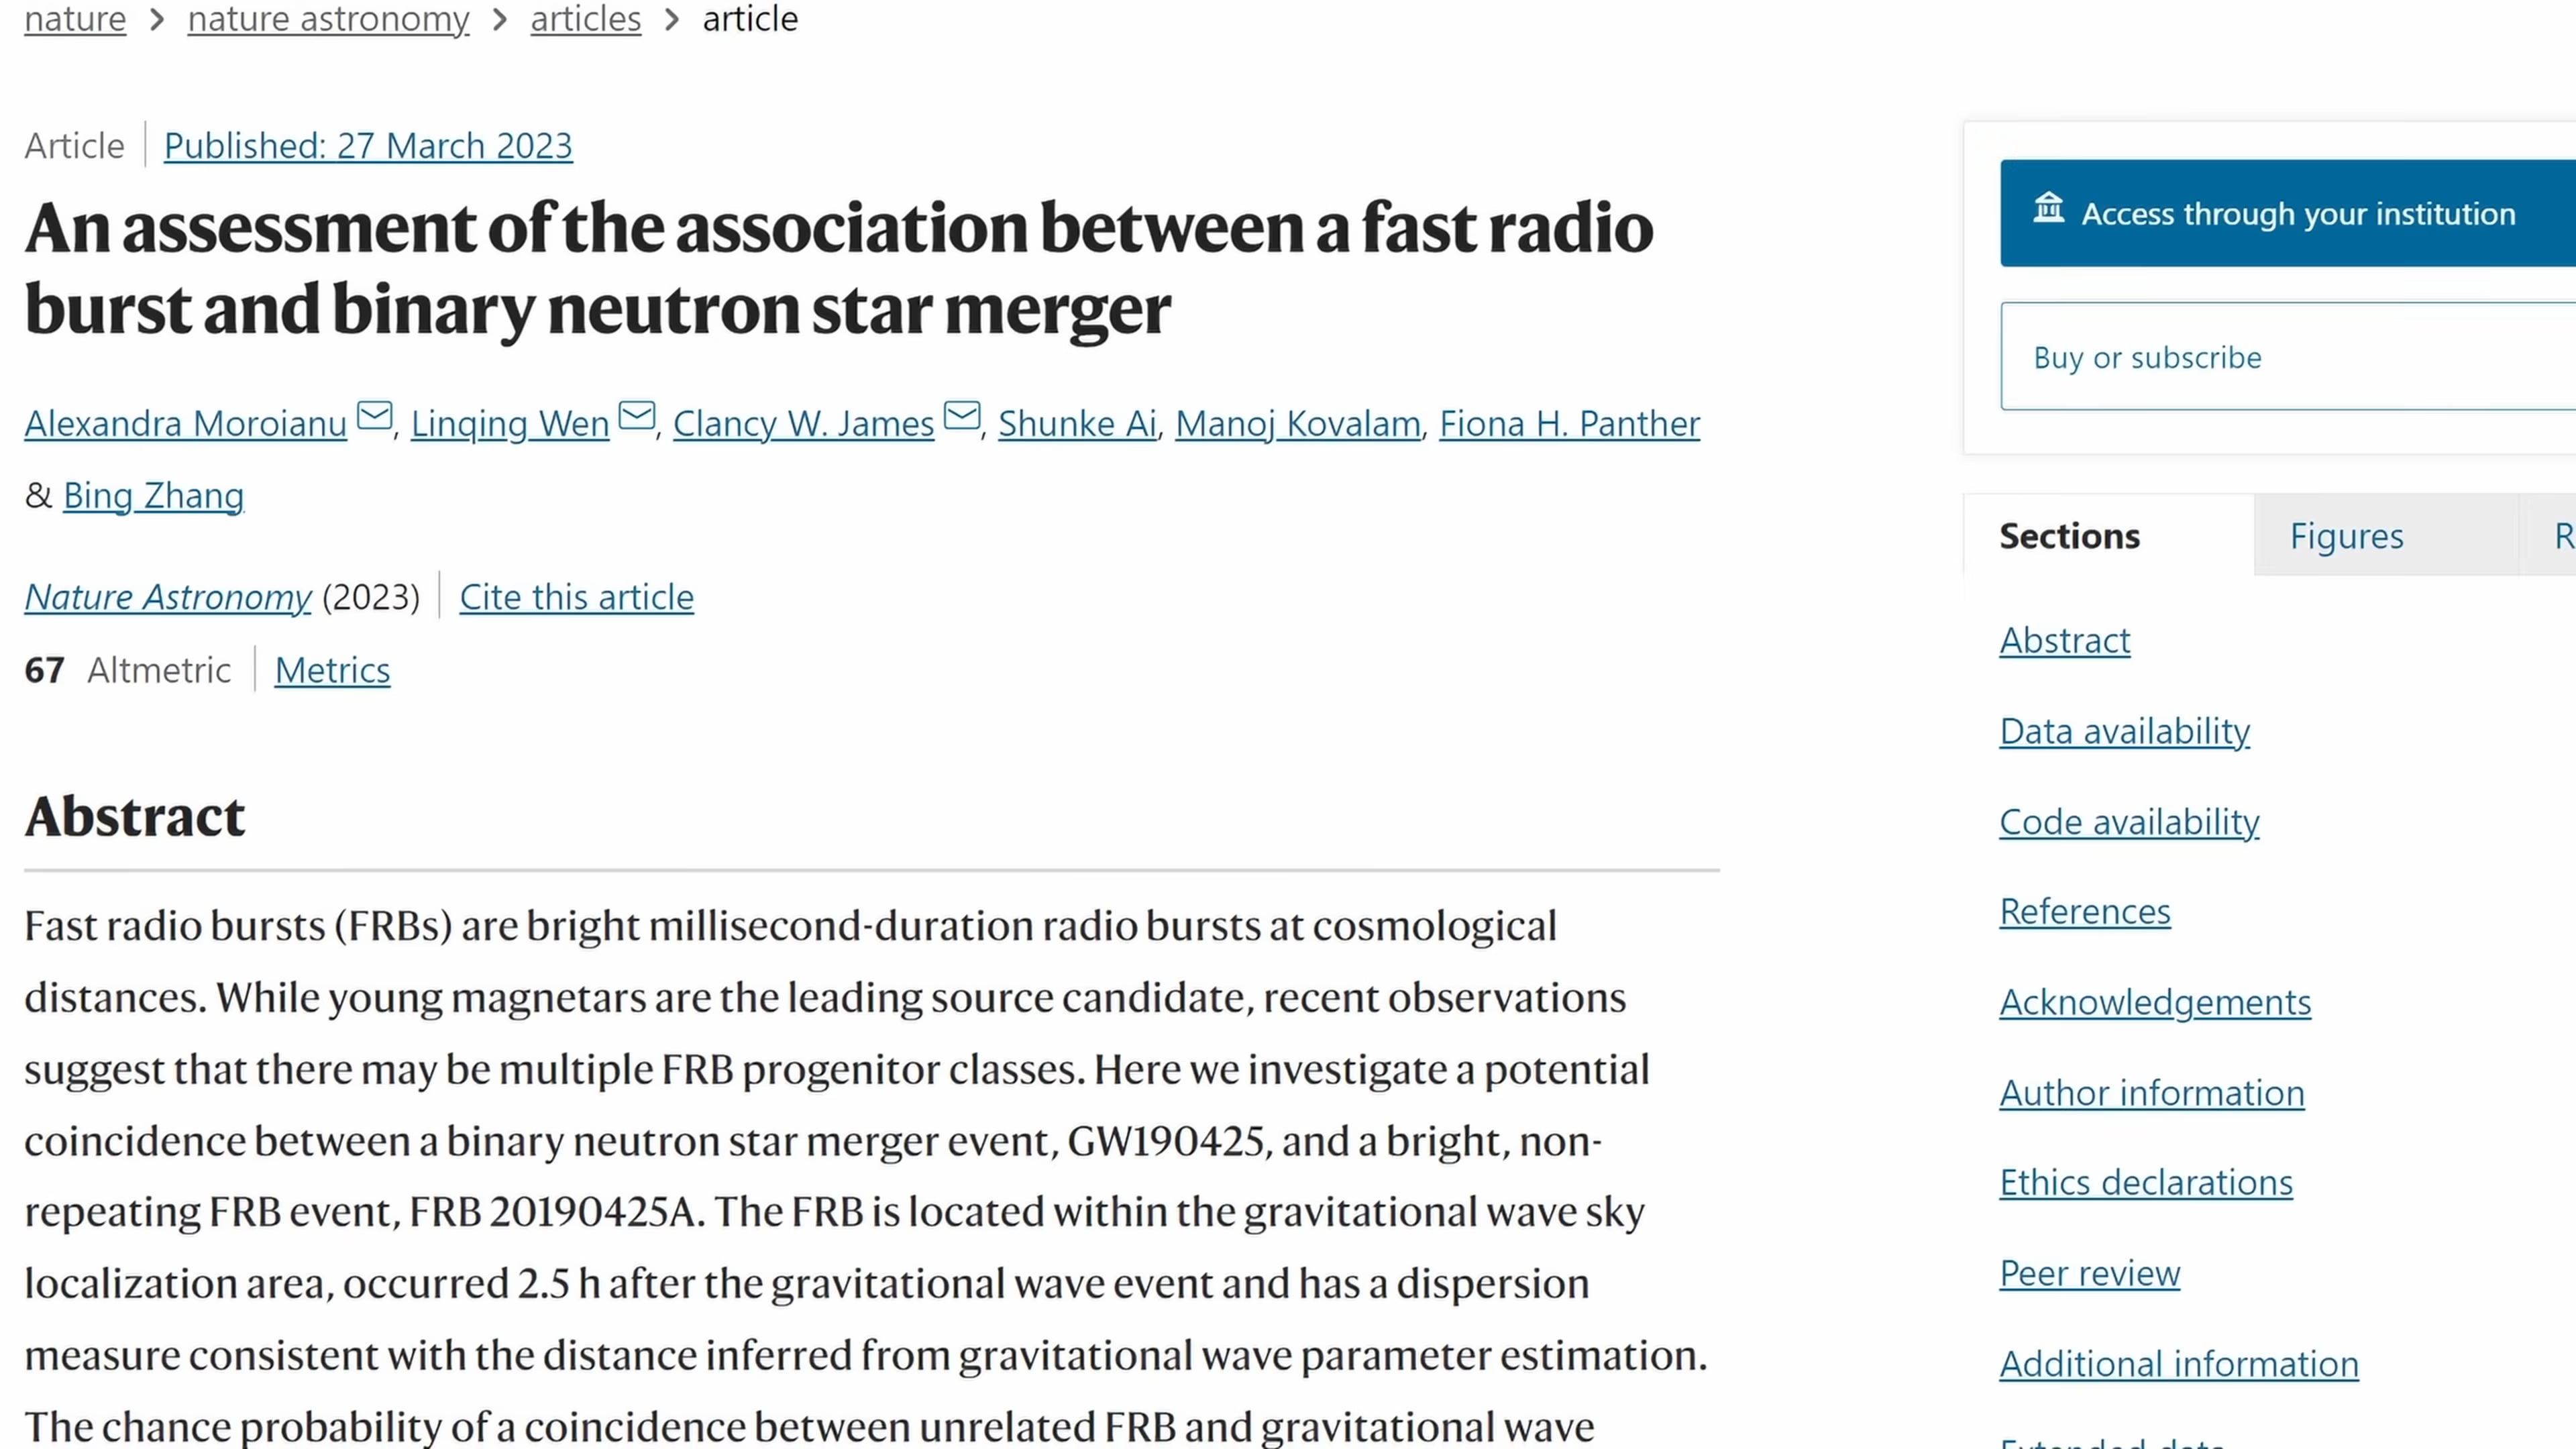 nature > nature astronomy > articles > article
Article | Published: 27 March 2023
An assessment of the association between a fast radio
burst and binary neutron star merger
Alexandra Moroianu, Linqing Wen, Clancy W. James, Shunke Ai, Manoj Kovalam, Fiona H. Panther
& Bing Zhang
Nature Astronomy (2023) | Cite this article
67 Altmetric | Metrics
Abstract
Fast radio bursts (FRBs) are bright millisecond-duration radio bursts at cosmological
distances. While young magnetars are the leading source candidate, recent observations
suggest that there may be multiple FRB progenitor classes. Here we investigate a potential
coincidence between a binary neutron star merger event, GW190425, and a bright, non-
repeating FRB event, FRB 20190425A. The FRB is located within the gravitational wave sky
localization area, occurred 2.5 h after the gravitational wave event and has a dispersion
measure consistent with the distance inferred from gravitational wave parameter estimation.
The chance probability of a coincidence between unrelated FRB and gravitational wave
Access through your institution
Buy or subscribe
Sections
Figures
R
Abstract
Data availability
Code availability
References
Acknowledgements
Author information
Ethics declarations
Peer review
Additional information